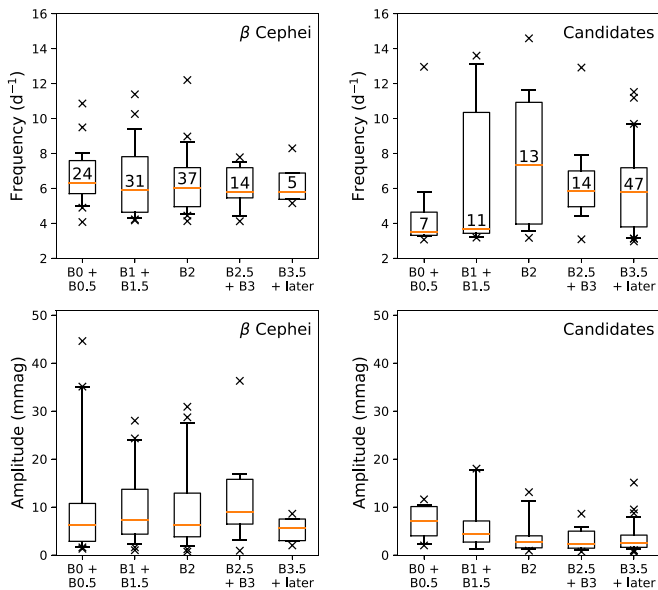 β Cephei
Frequency (d⁻¹)
16
14
12
10
8
6
4
2
24
31
37
14
5
B0 +
B0.5
B1 +
B1.5
B2
B2.5
+ B3
B3.5
+ later
Candidates
Frequency (d⁻¹)
16
14
12
10
8
6
4
2
7
11
13
14
47
B0 +
B0.5
B1 +
B1.5
B2
B2.5
+ B3
B3.5
+ later
β Cephei
Amplitude (mmag)
50
40
30
20
10
0
B0 +
B0.5
B1 +
B1.5
B2
B2.5
+ B3
B3.5
+ later
Candidates
Amplitude (mmag)
50
40
30
20
10
0
B0 +
B0.5
B1 +
B1.5
B2
B2.5
+ B3
B3.5
+ later